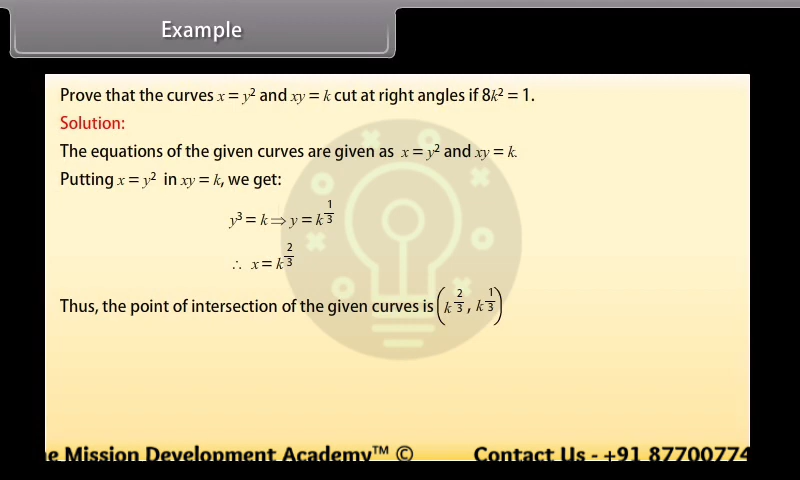 Example
Prove that the curves x = y² and xy = k cut at right angles if 8k² = 1.
Solution:
The equations of the given curves are given as x = y² and xy = k.
Putting x = y² in xy = k, we get:
y³ = k ⇒ y = k^(1/3)
∴ x = k^(2/3)
Thus, the point of intersection of the given curves is (k^(2/3), k^(1/3))
Mission Development Academy™ © Contact Us - +91 87700774